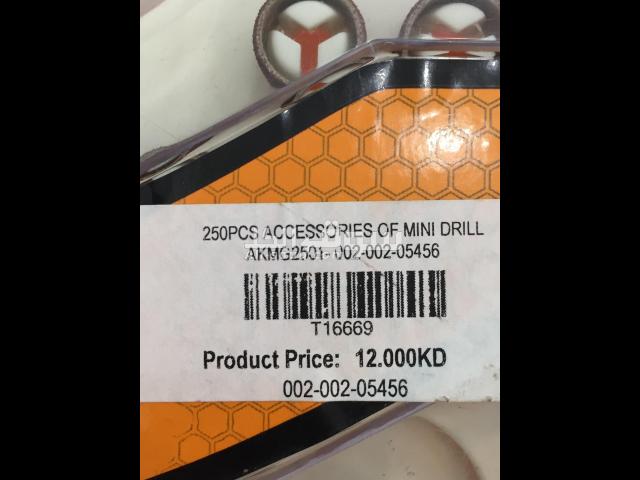 250PCS ACCESSORIES OF MINI DRILL
AKMG2501- 002-002-05456
T16669
Product Price: 12.000KD
002-002-05456